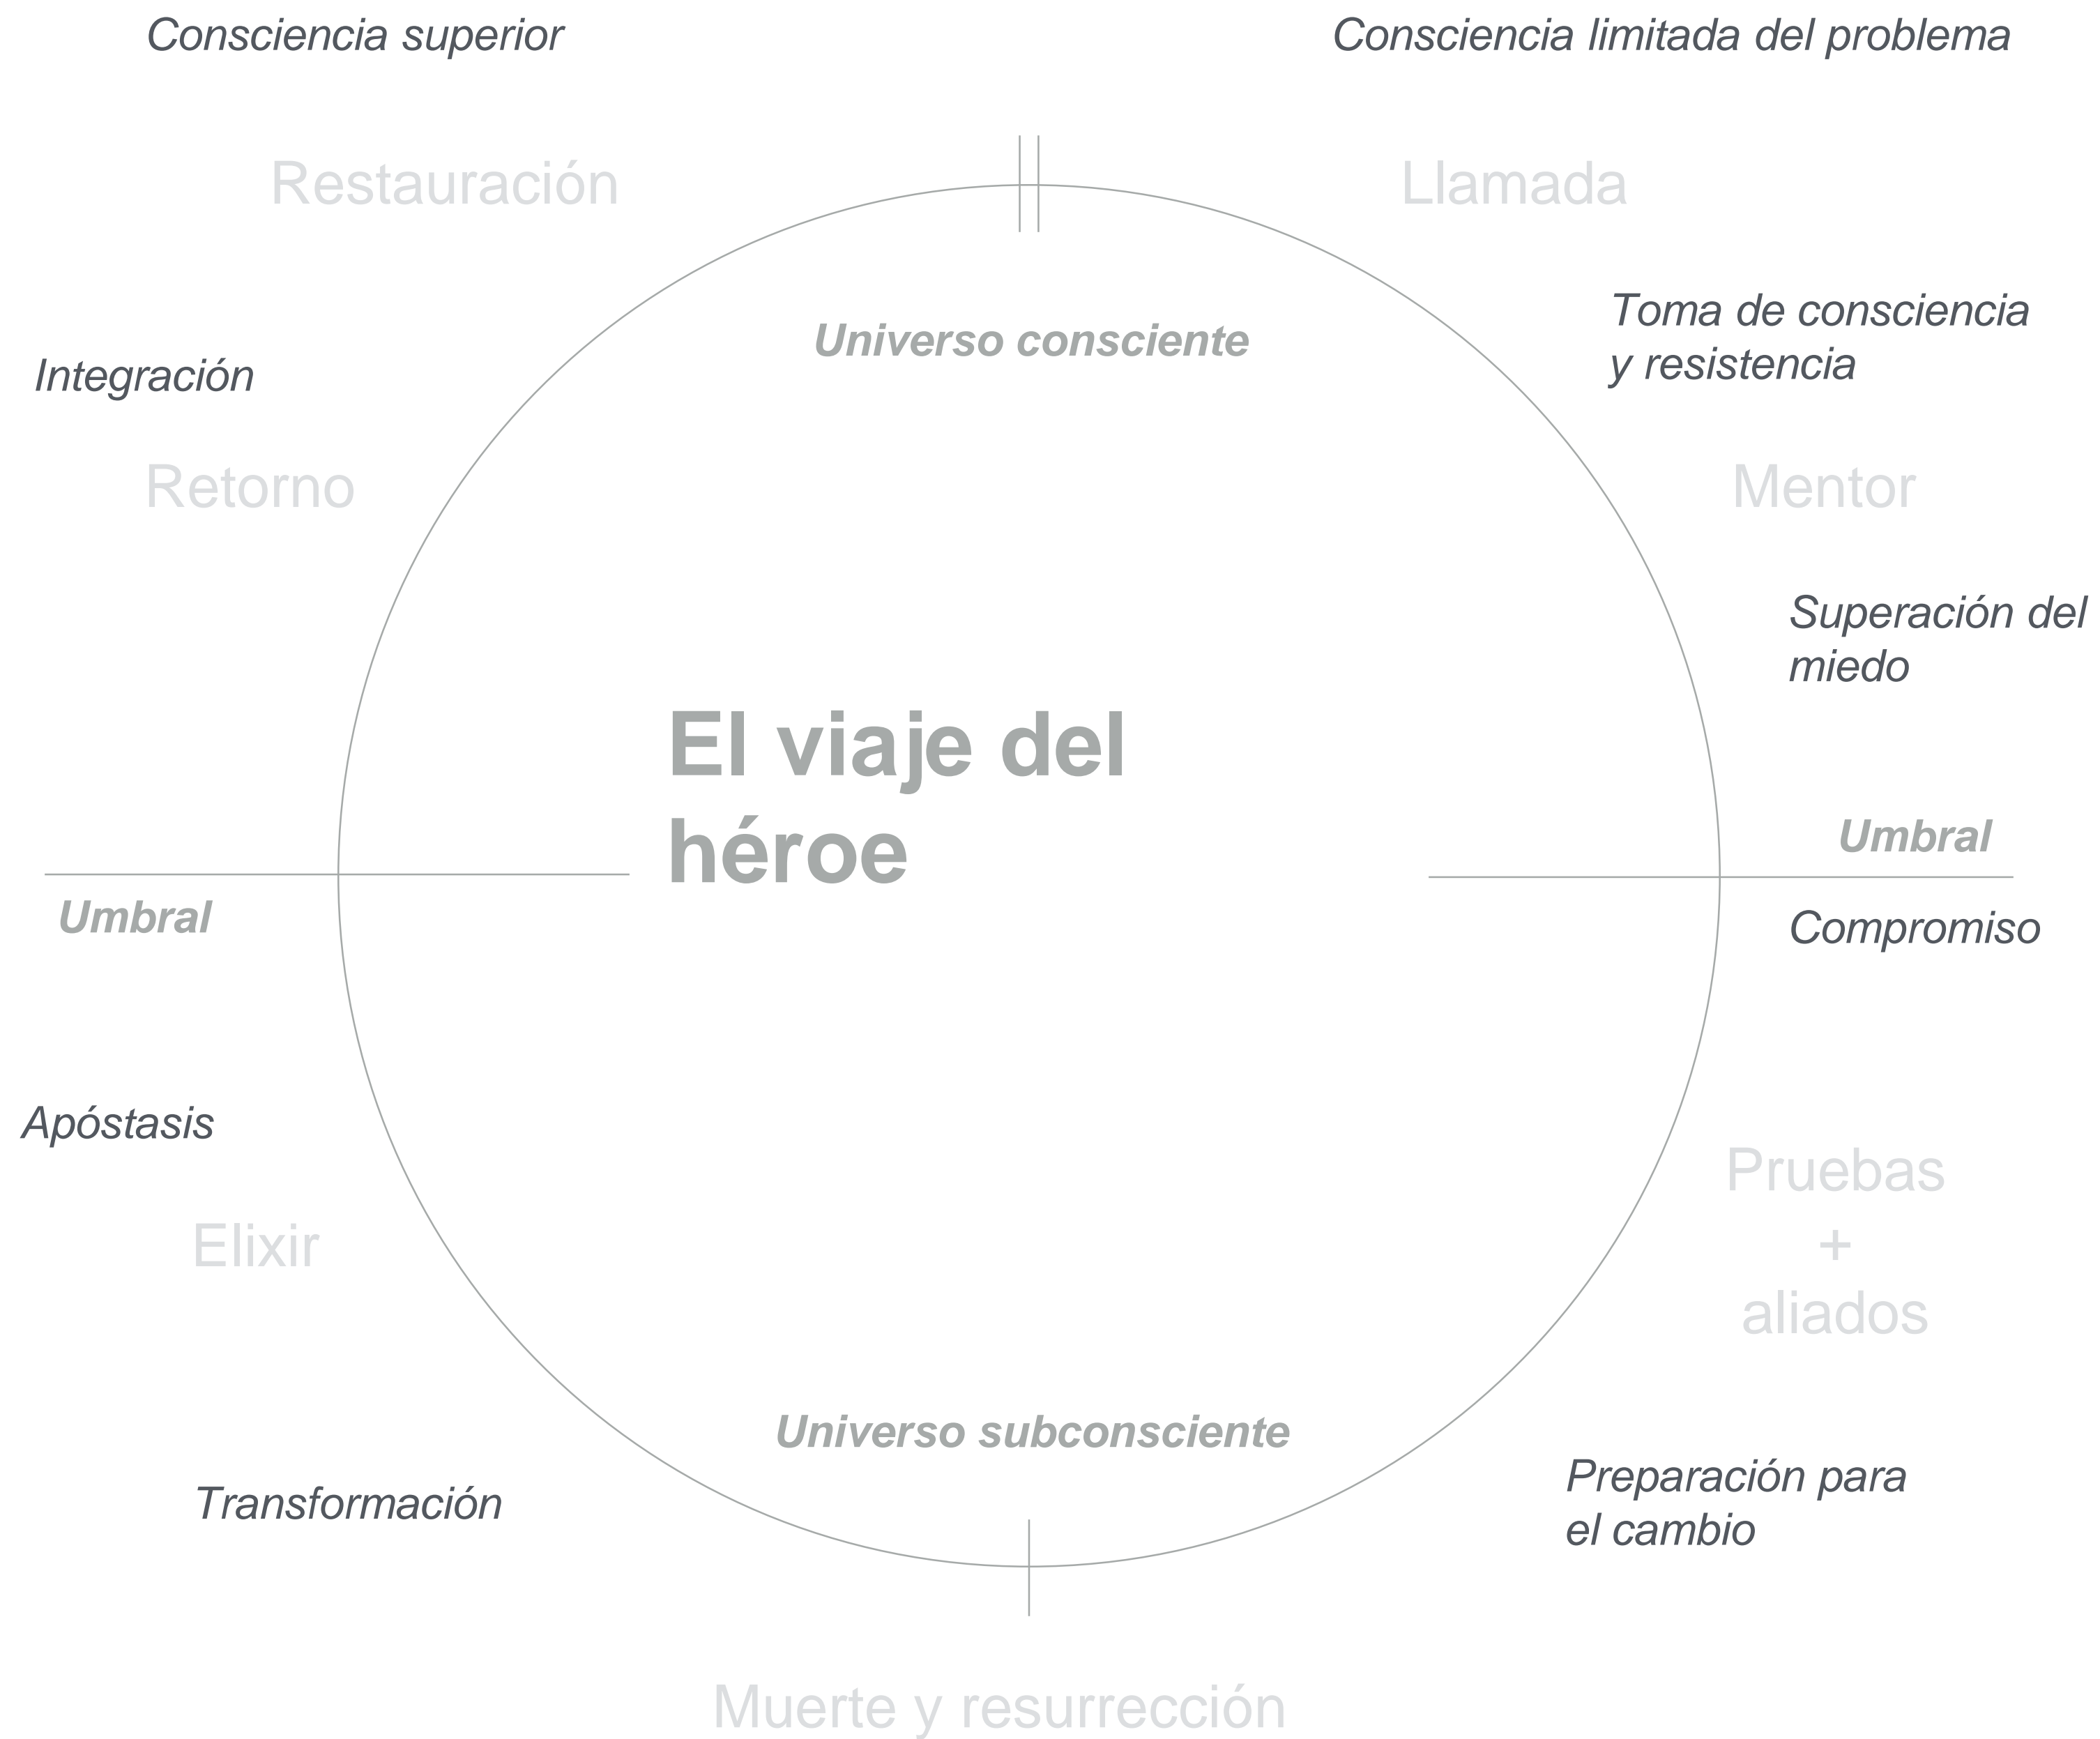 Consciencia superior
Consciencia limitada del problema
Restauración
Llamada
Toma de consciencia
y resistencia
Universo consciente
Integración
Retorno
Mentor
Superación del
miedo
El viaje del
héroe
Umbral
Umbral
Compromiso
Apóstasis
Pruebas
+
aliados
Elixir
Universo subconsciente
Transformación
Preparación para
el cambio
Muerte y resurrección